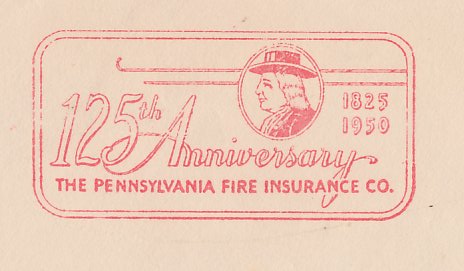 125th Anniversary
1825
1950
THE PENNSYLVANIA FIRE INSURANCE CO.